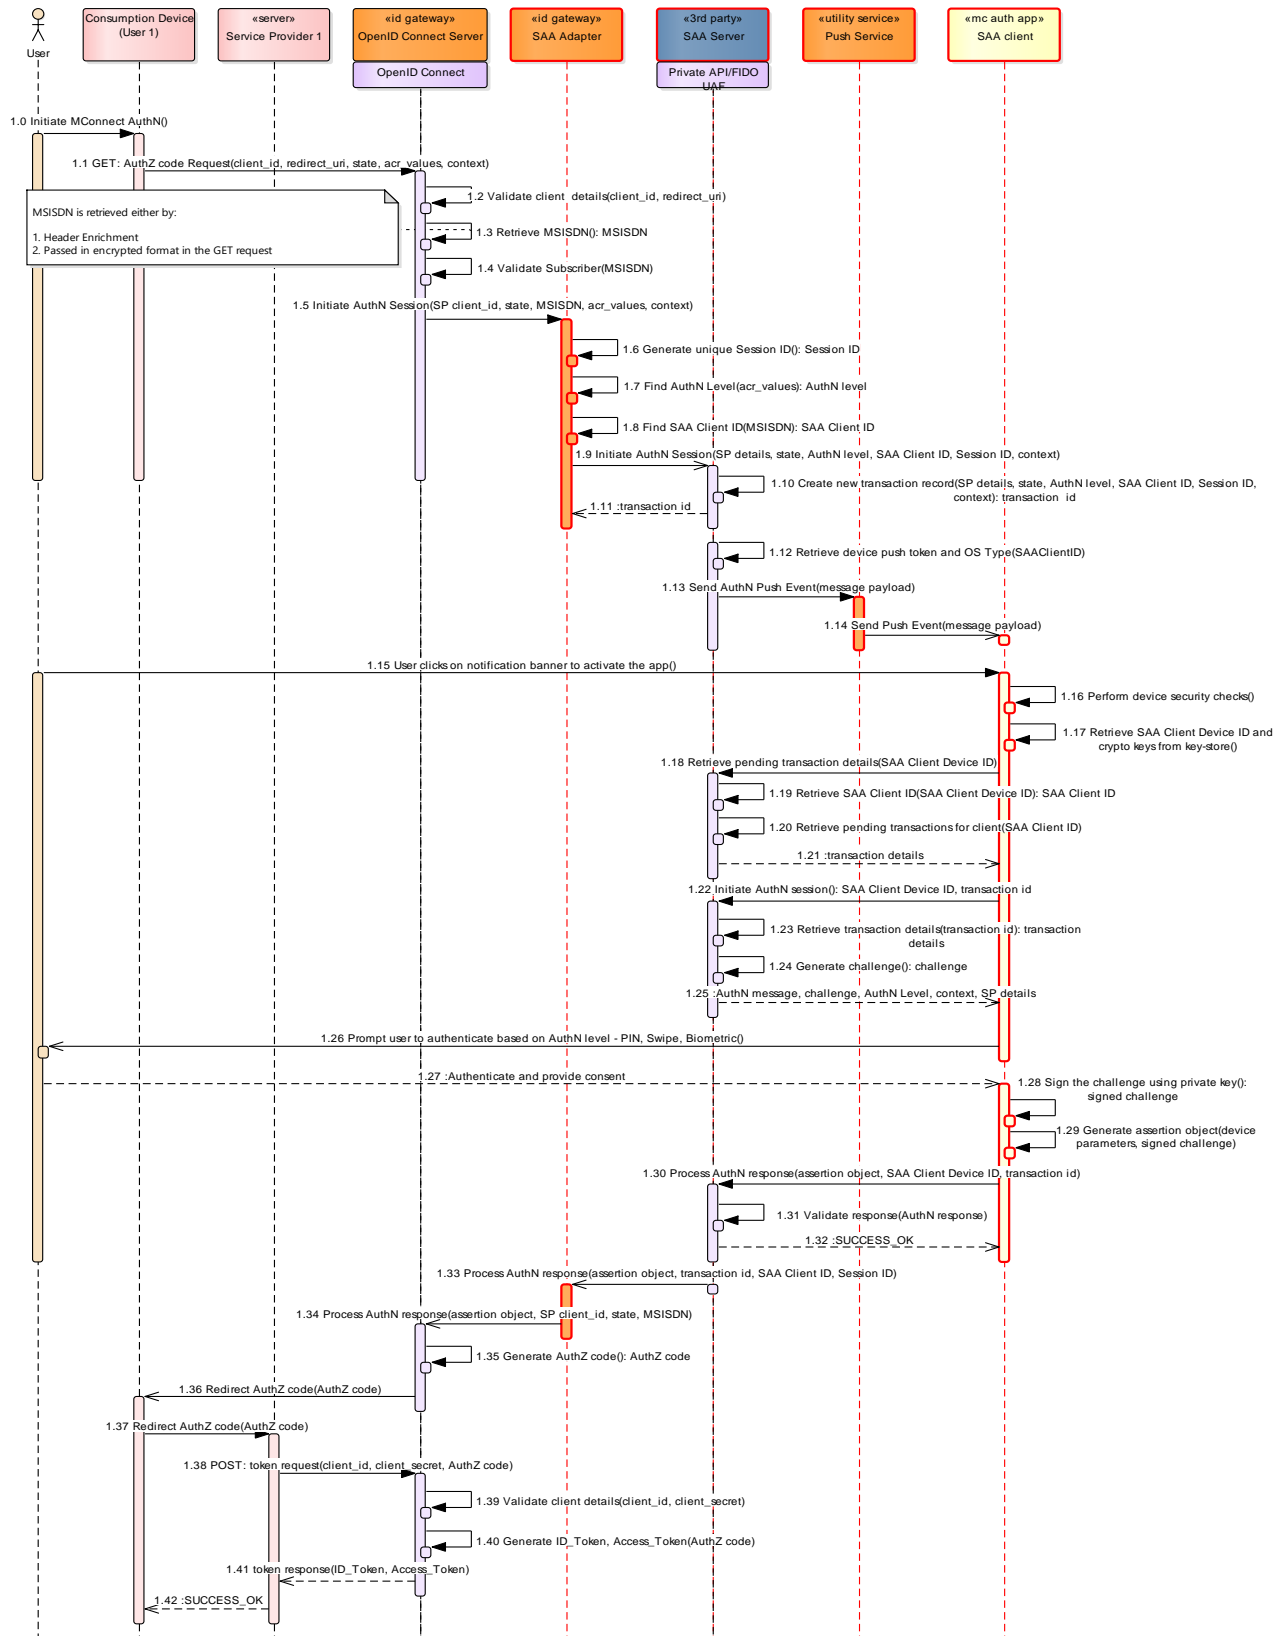 Consumption Device
(User 1)
«server»
Service Provider 1
«id gateway»
OpenID Connect Server
«id gateway»
SAA Adapter
«3rd party»
SAA Server
«utility service»
Push Service
«mc auth app»
SAA client
User
OpenID Connect
Private API/FIDO
UAF
1.0 Initiate MConnect AuthN()
1.1 GET: AuthZ code Request(client_id, redirect_uri, state, acr_values, context)
1.2 Validate client details(client_id, redirect_uri)
MSISDN is retrieved either by:
1. Header Enrichment
2. Passed in encrypted format in the GET request
1.3 Retrieve MSISDN(): MSISDN
1.4 Validate Subscriber(MSISDN)
1.5 Initiate AuthN Session(SP client_id, state, MSISDN, acr_values, context)
1.6 Generate unique Session ID(): Session ID
1.7 Find AuthN Level(acr_values): AuthN level
1.8 Find SAA Client ID(MSISDN): SAA Client ID
1.9 Initiate AuthN Session(SP details, state, AuthN level, SAA Client ID, Session ID, context)
1.10 Create new transaction record(SP details, state, AuthN level, SAA Client ID, Session ID,
context): transaction id
1.11 :transaction id
1.12 Retrieve device push token and OS Type(SAAClientID)
1.13 Send AuthN Push Event(message payload)
1.14 Send Push Event(message payload)
1.15 User clicks on notification banner to activate the app()
1.16 Perform device security checks()
1.17 Retrieve SAA Client Device ID and
crypto keys from key-store()
1.18 Retrieve pending transaction details(SAA Client Device ID)
1.19 Retrieve SAA Client ID(SAA Client Device ID): SAA Client ID
1.20 Retrieve pending transactions for client(SAA Client ID)
1.21 :transaction details
1.22 Initiate AuthN session(): SAA Client Device ID, transaction id
1.23 Retrieve transaction details(transaction id): transaction
details
1.24 Generate challenge(): challenge
1.25 :AuthN message, challenge, AuthN Level, context, SP details
1.26 Prompt user to authenticate based on AuthN level - PIN, Swipe, Biometric()
1.27 :Authenticate and provide consent
1.28 Sign the challenge using private key():
signed challenge
1.29 Generate assertion object(device
parameters, signed challenge)
1.30 Process AuthN response(assertion object, SAA Client Device ID, transaction id)
1.31 Validate response(AuthN response)
1.32 :SUCCESS_OK
1.33 Process AuthN response(assertion object, transaction id, SAA Client ID, Session ID)
1.34 Process AuthN response(assertion object, SP client_id, state, MSISDN)
1.35 Generate AuthZ code(): AuthZ code
1.36 Redirect AuthZ code(AuthZ code)
1.37 Redirect AuthZ code(AuthZ code)
1.38 POST: token request(client_id, client_secret, AuthZ code)
1.39 Validate client details(client_id, client_secret)
1.40 Generate ID_Token, Access_Token(AuthZ code)
1.41 token response(ID_Token, Access_Token)
1.42 :SUCCESS_OK